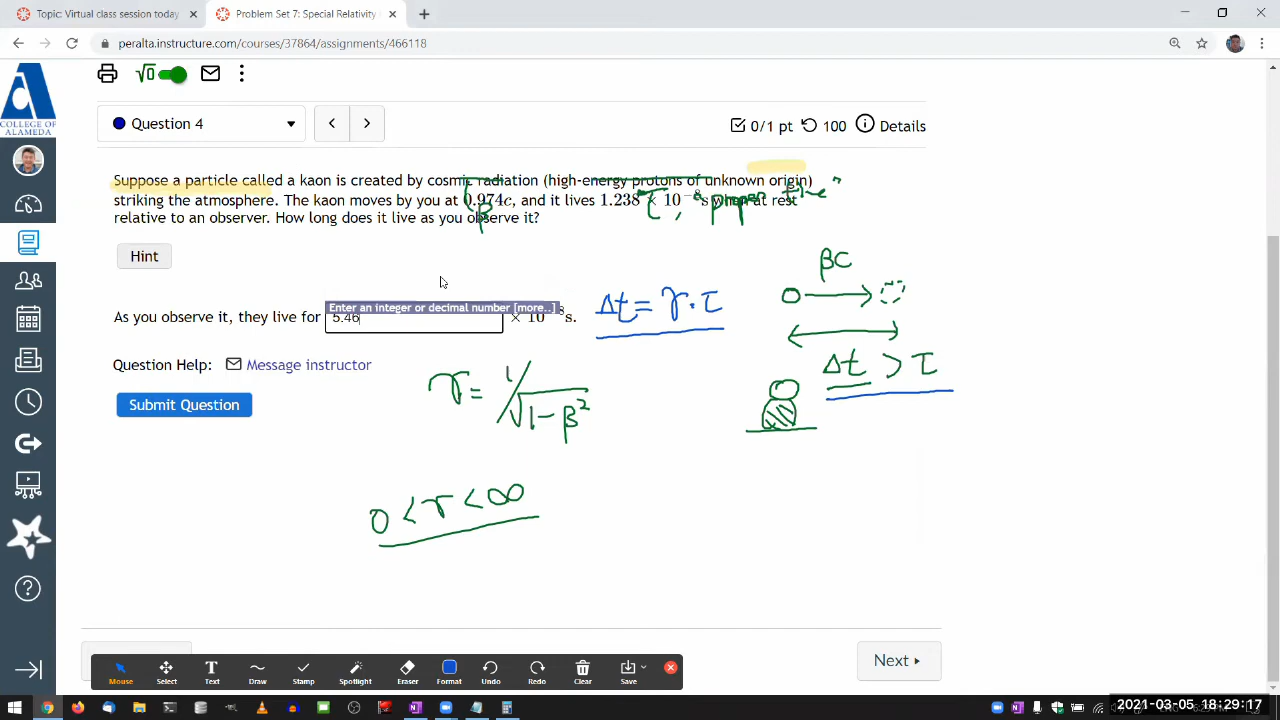 Topic: Virtual class session today
Problem Set 7: Special Relativity
peralta.instructure.com/courses/37864/assignments/466118
COLLEGE OF
ALAMEDA
√0
Question 4
0/1 pt
100
Details
Suppose a particle called a kaon is created by cosmic radiation (high-energy protons of unknown origin)
striking the atmosphere. The kaon moves by you at 0.974c, and it lives 1.238 × 10⁻⁸ s when at rest
relative to an observer. How long does it live as you observe it?
β
τ, "proper time"
Hint
βC
Enter an integer or decimal number [more..]
As you observe it, they live for 5.46 × 10⁻⁸s.
Δt = γ·τ
Δt > τ
Question Help: Message instructor
γ = 1/√1-β²
Submit Question
0 < γ < ∞
Next
Mouse
Select
Text
Draw
Stamp
Spotlight
Eraser
Format
Undo
Redo
Clear
Save
2021-03-05 18:29:17